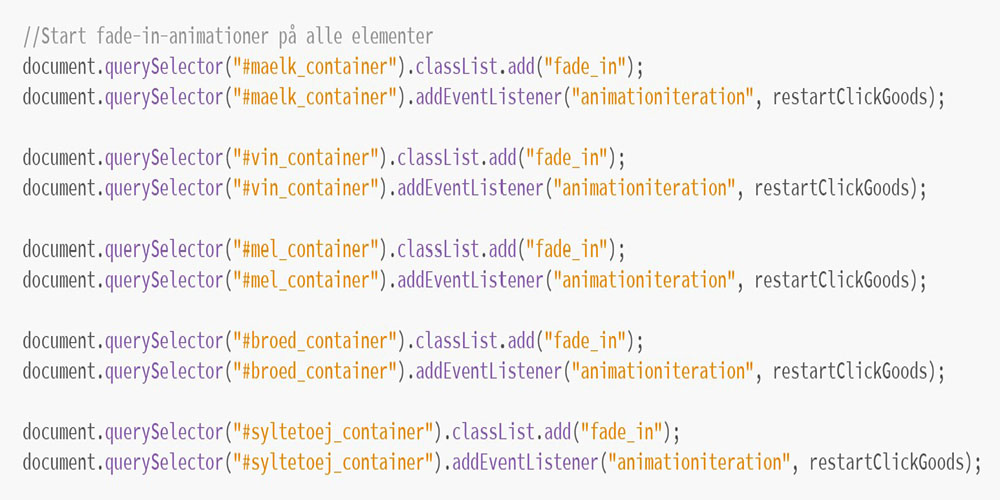 //Start fade-in-animationer på alle elementer
document.querySelector("#maelk_container").classList.add("fade_in");
document.querySelector("#maelk_container").addEventListener("animationiteration", restartClickGoods);
document.querySelector("#vin_container").classList.add("fade_in");
document.querySelector("#vin_container").addEventListener("animationiteration", restartClickGoods);
document.querySelector("#mel_container").classList.add("fade_in");
document.querySelector("#mel_container").addEventListener("animationiteration", restartClickGoods);
document.querySelector("#broed_container").classList.add("fade_in");
document.querySelector("#broed_container").addEventListener("animationiteration", restartClickGoods);
document.querySelector("#syltetoej_container").classList.add("fade_in");
document.querySelector("#syltetoej_container").addEventListener("animationiteration", restartClickGoods);